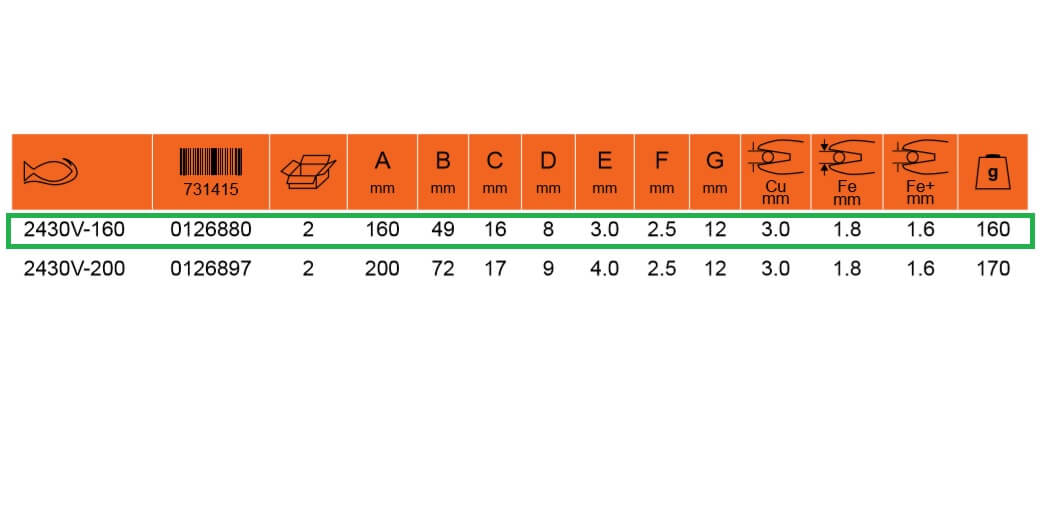 A B C D E F G g
731415 mm mm mm mm mm mm mm Cu mm Fe mm Fe+ mm
2430V-160 0126880 2 160 49 16 8 3.0 2.5 12 3.0 1.8 1.6 160
2430V-200 0126897 2 200 72 17 9 4.0 2.5 12 3.0 1.8 1.6 170